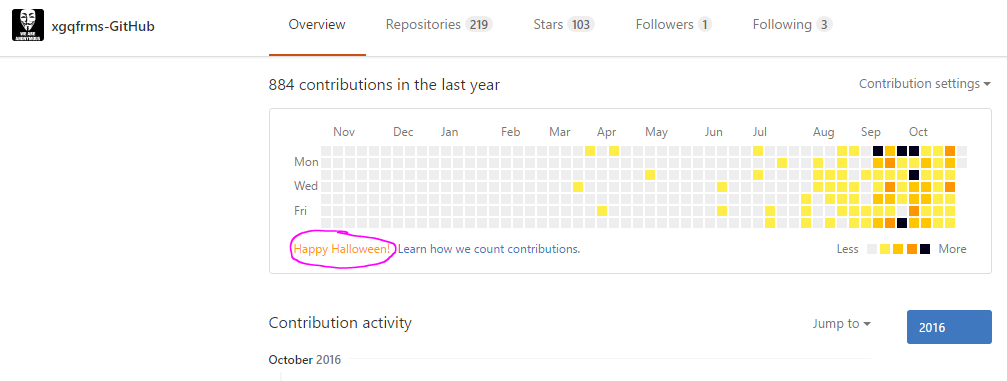 xgqfrms-GitHub
Overview Repositories 219 Stars 103 Followers 1 Following 3
WE ARE
ANONYMOUS
884 contributions in the last year
Contribution settings
Nov Dec Jan Feb Mar Apr May Jun Jul Aug Sep Oct
Mon
Wed
Fri
Happy Halloween! Learn how we count contributions.
Less More
Contribution activity
Jump to
2016
October 2016